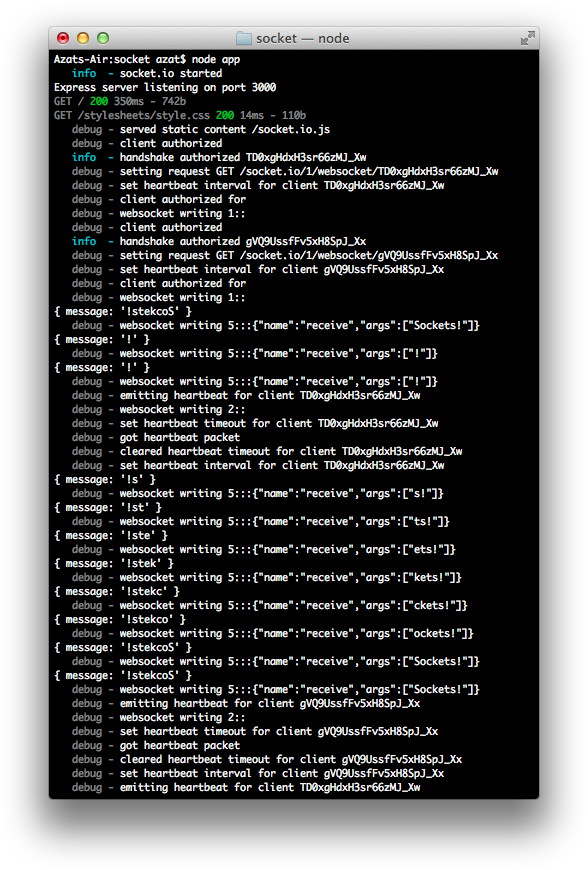 socket — node
Azats-Air:socket azat$ node app
info - socket.io started
Express server listening on port 3000
GET / 200 350ms - 742b
GET /stylesheets/style.css 200 14ms - 110b
debug - served static content /socket.io.js
debug - client authorized
info - handshake authorized TD0xgHdxH3sr66zMJ_Xw
debug - setting request GET /socket.io/1/websocket/TD0xgHdxH3sr66zMJ_Xw
debug - set heartbeat interval for client TD0xgHdxH3sr66zMJ_Xw
debug - client authorized for
debug - websocket writing 1::
debug - client authorized
info - handshake authorized gVQ9UssfFv5xH8SpJ_Xx
debug - setting request GET /socket.io/1/websocket/gVQ9UssfFv5xH8SpJ_Xx
debug - set heartbeat interval for client gVQ9UssfFv5xH8SpJ_Xx
debug - client authorized for
debug - websocket writing 1::
{ message: '!stekcoS' }
debug - websocket writing 5:::{"name":"receive","args":["Sockets!"]}
{ message: '!' }
debug - websocket writing 5:::{"name":"receive","args":["!"]}
{ message: '!' }
debug - websocket writing 5:::{"name":"receive","args":["!"]}
debug - emitting heartbeat for client TD0xgHdxH3sr66zMJ_Xw
debug - websocket writing 2::
debug - set heartbeat timeout for client TD0xgHdxH3sr66zMJ_Xw
debug - got heartbeat packet
debug - cleared heartbeat timeout for client TD0xgHdxH3sr66zMJ_Xw
debug - set heartbeat interval for client TD0xgHdxH3sr66zMJ_Xw
{ message: '!s' }
debug - websocket writing 5:::{"name":"receive","args":["s!"]}
{ message: '!st' }
debug - websocket writing 5:::{"name":"receive","args":["ts!"]}
{ message: '!ste' }
debug - websocket writing 5:::{"name":"receive","args":["ets!"]}
{ message: '!stek' }
debug - websocket writing 5:::{"name":"receive","args":["kets!"]}
{ message: '!stekc' }
debug - websocket writing 5:::{"name":"receive","args":["ckets!"]}
{ message: '!stekco' }
debug - websocket writing 5:::{"name":"receive","args":["ockets!"]}
{ message: '!stekcoS' }
debug - websocket writing 5:::{"name":"receive","args":["Sockets!"]}
{ message: '!stekcoS' }
debug - websocket writing 5:::{"name":"receive","args":["Sockets!"]}
debug - emitting heartbeat for client gVQ9UssfFv5xH8SpJ_Xx
debug - websocket writing 2::
debug - set heartbeat timeout for client gVQ9UssfFv5xH8SpJ_Xx
debug - got heartbeat packet
debug - cleared heartbeat timeout for client gVQ9UssfFv5xH8SpJ_Xx
debug - set heartbeat interval for client gVQ9UssfFv5xH8SpJ_Xx
debug - emitting heartbeat for client TD0xgHdxH3sr66zMJ_Xw